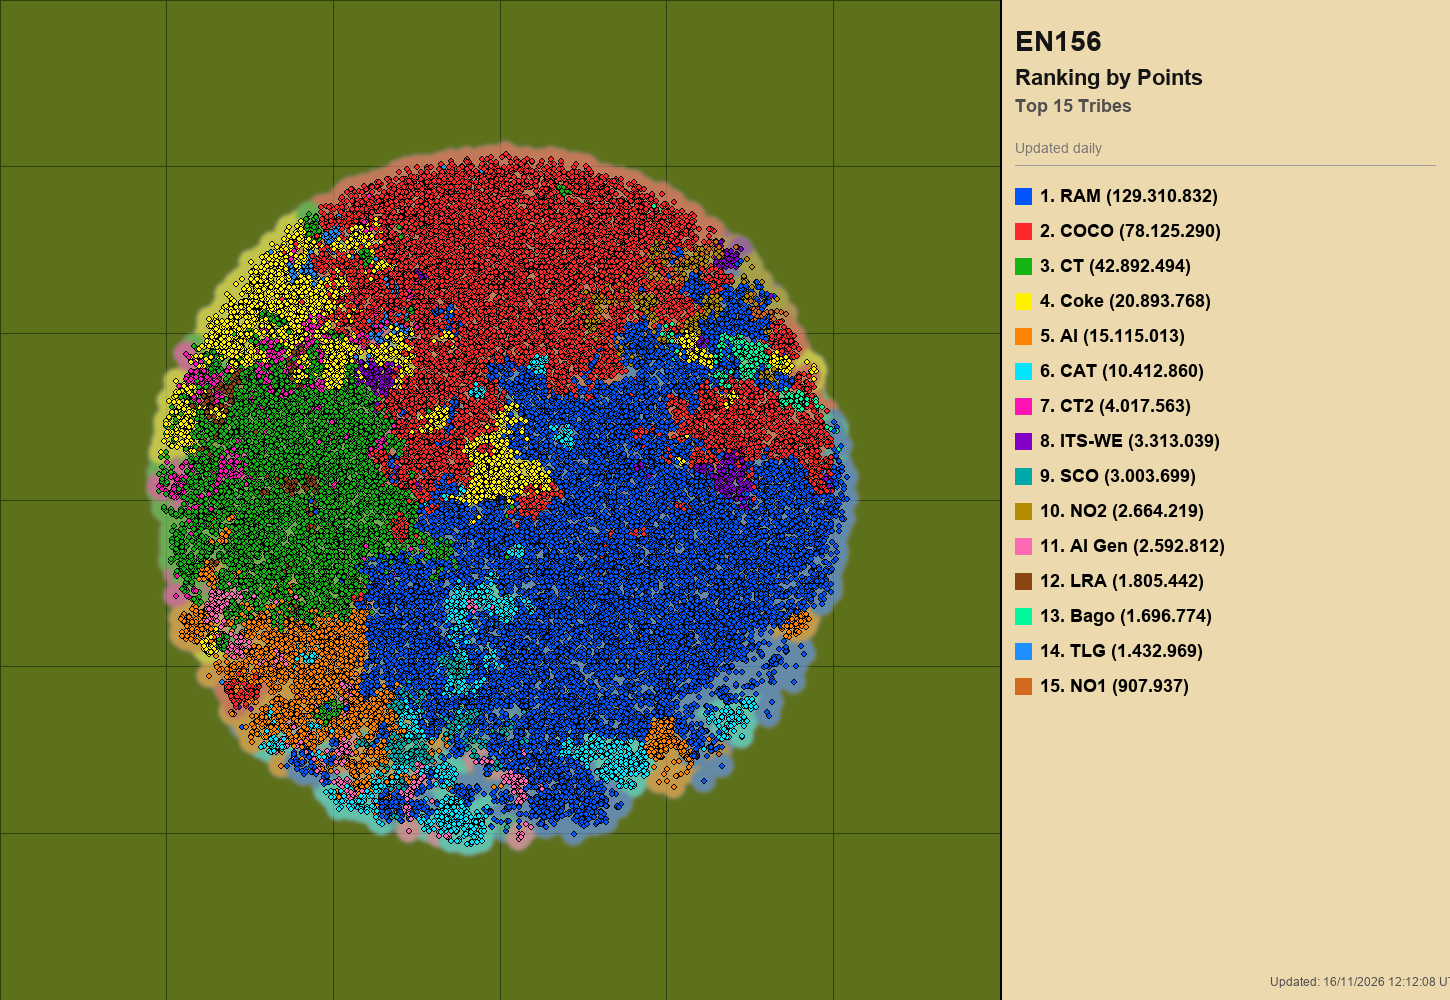 EN156
Ranking by Points
Top 15 Tribes
Updated daily
1. RAM (129.310.832)
2. COCO (78.125.290)
3. CT (42.892.494)
4. Coke (20.893.768)
5. AI (15.115.013)
6. CAT (10.412.860)
7. CT2 (4.017.563)
8. ITS-WE (3.313.039)
9. SCO (3.003.699)
10. NO2 (2.664.219)
11. AI Gen (2.592.812)
12. LRA (1.805.442)
13. Bago (1.696.774)
14. TLG (1.432.969)
15. NO1 (907.937)
Updated: 16/11/2026 12:12:08